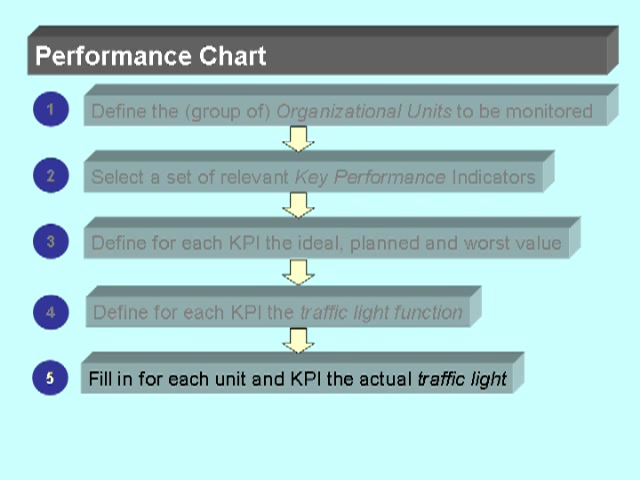 Performance Chart
1 Define the (group of) Organizational Units to be monitored
2 Select a set of relevant Key Performance Indicators
3 Define for each KPI the ideal, planned and worst value
4 Define for each KPI the traffic light function
5 Fill in for each unit and KPI the actual traffic light